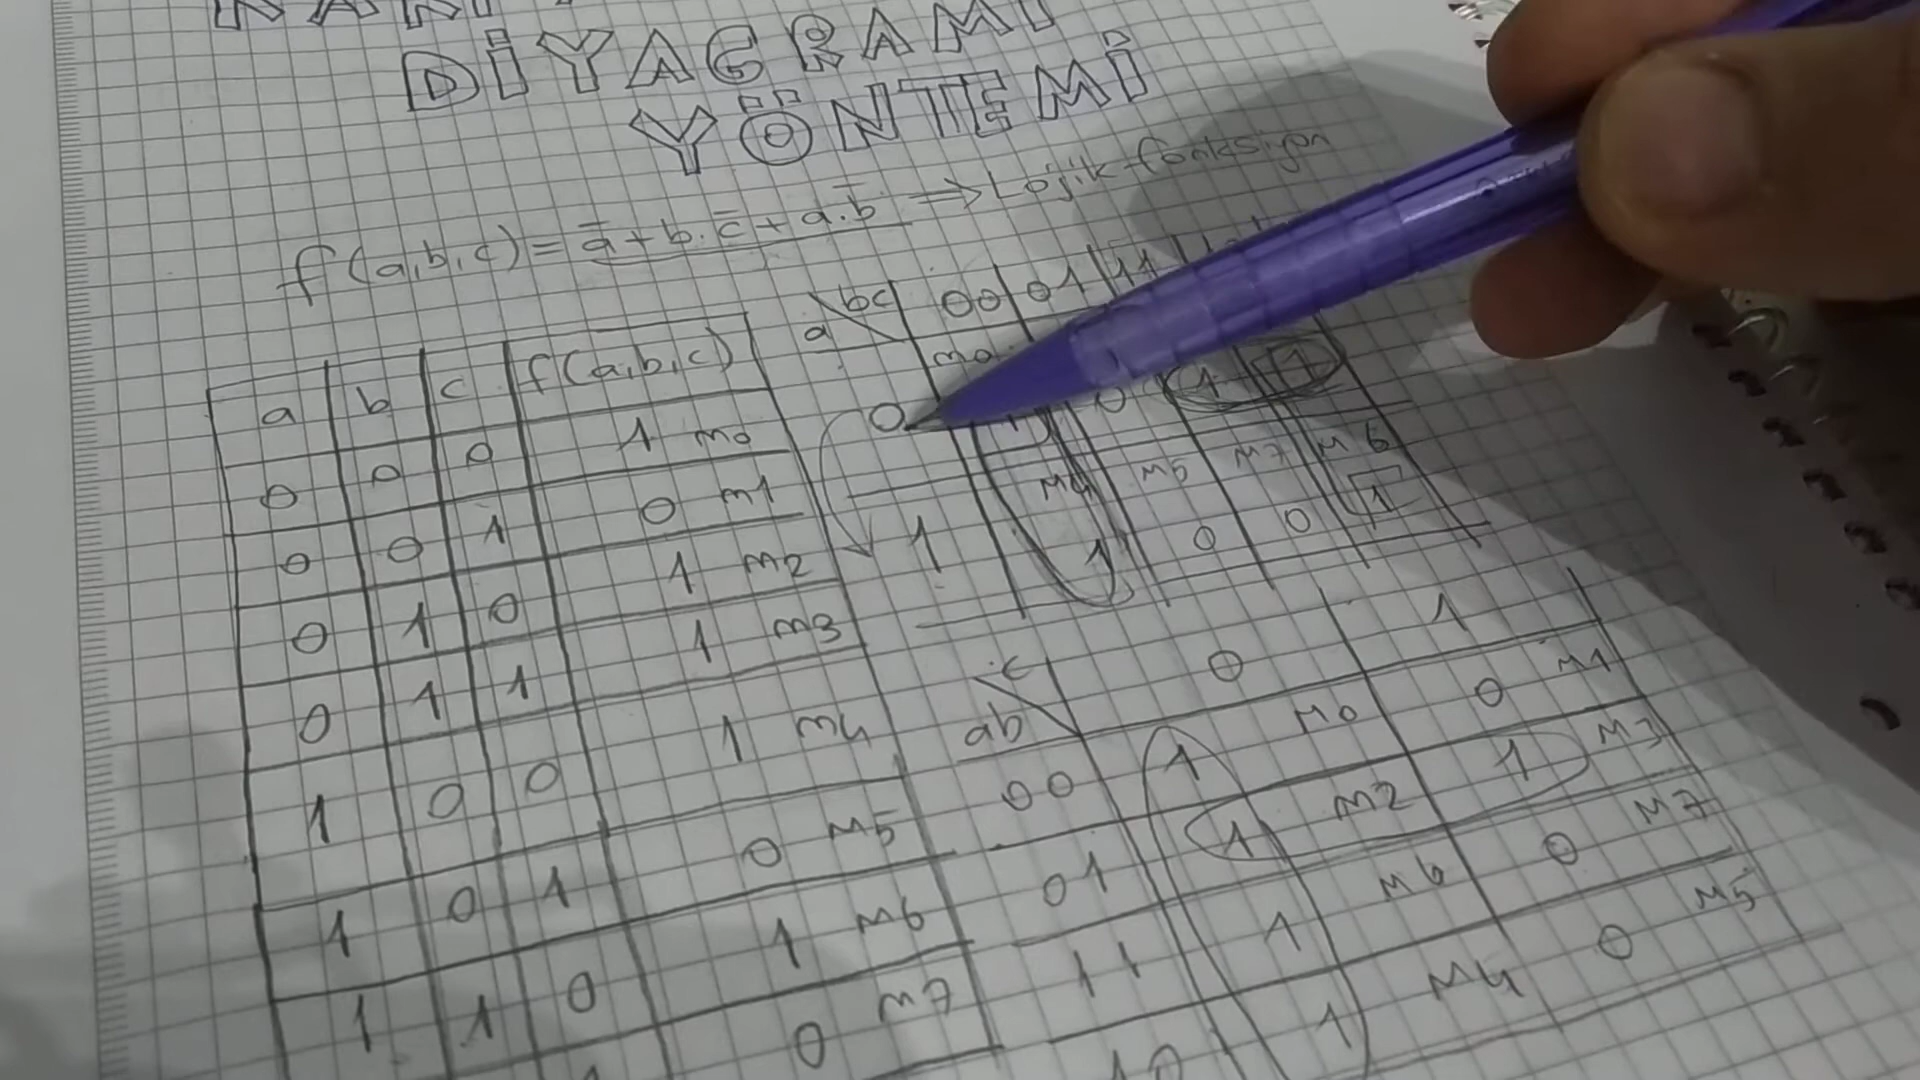 DİYAGRAMI
YÖNTEMİ
f(a,b,c) = a̅ + b.c̅ + a.b̅ => Lojik fonksiyon
a b c f(a,b,c)
0 0 0 1 m0
0 0 1 0 m1
0 1 0 1 m2
0 1 1 1 m3
1 0 0 1 m4
1 0 1 0 M5
1 1 0 1 M6
0 M7
a bc 00 01 11
m0
0 1 0 1 1
M4 M5 M7 M6
1 1 0 0 1
ab c 0 1
00 1 M0 0 M1
01 1 M2 1 M3
11 1 M6 0 M7
10 1 M4 0 M5